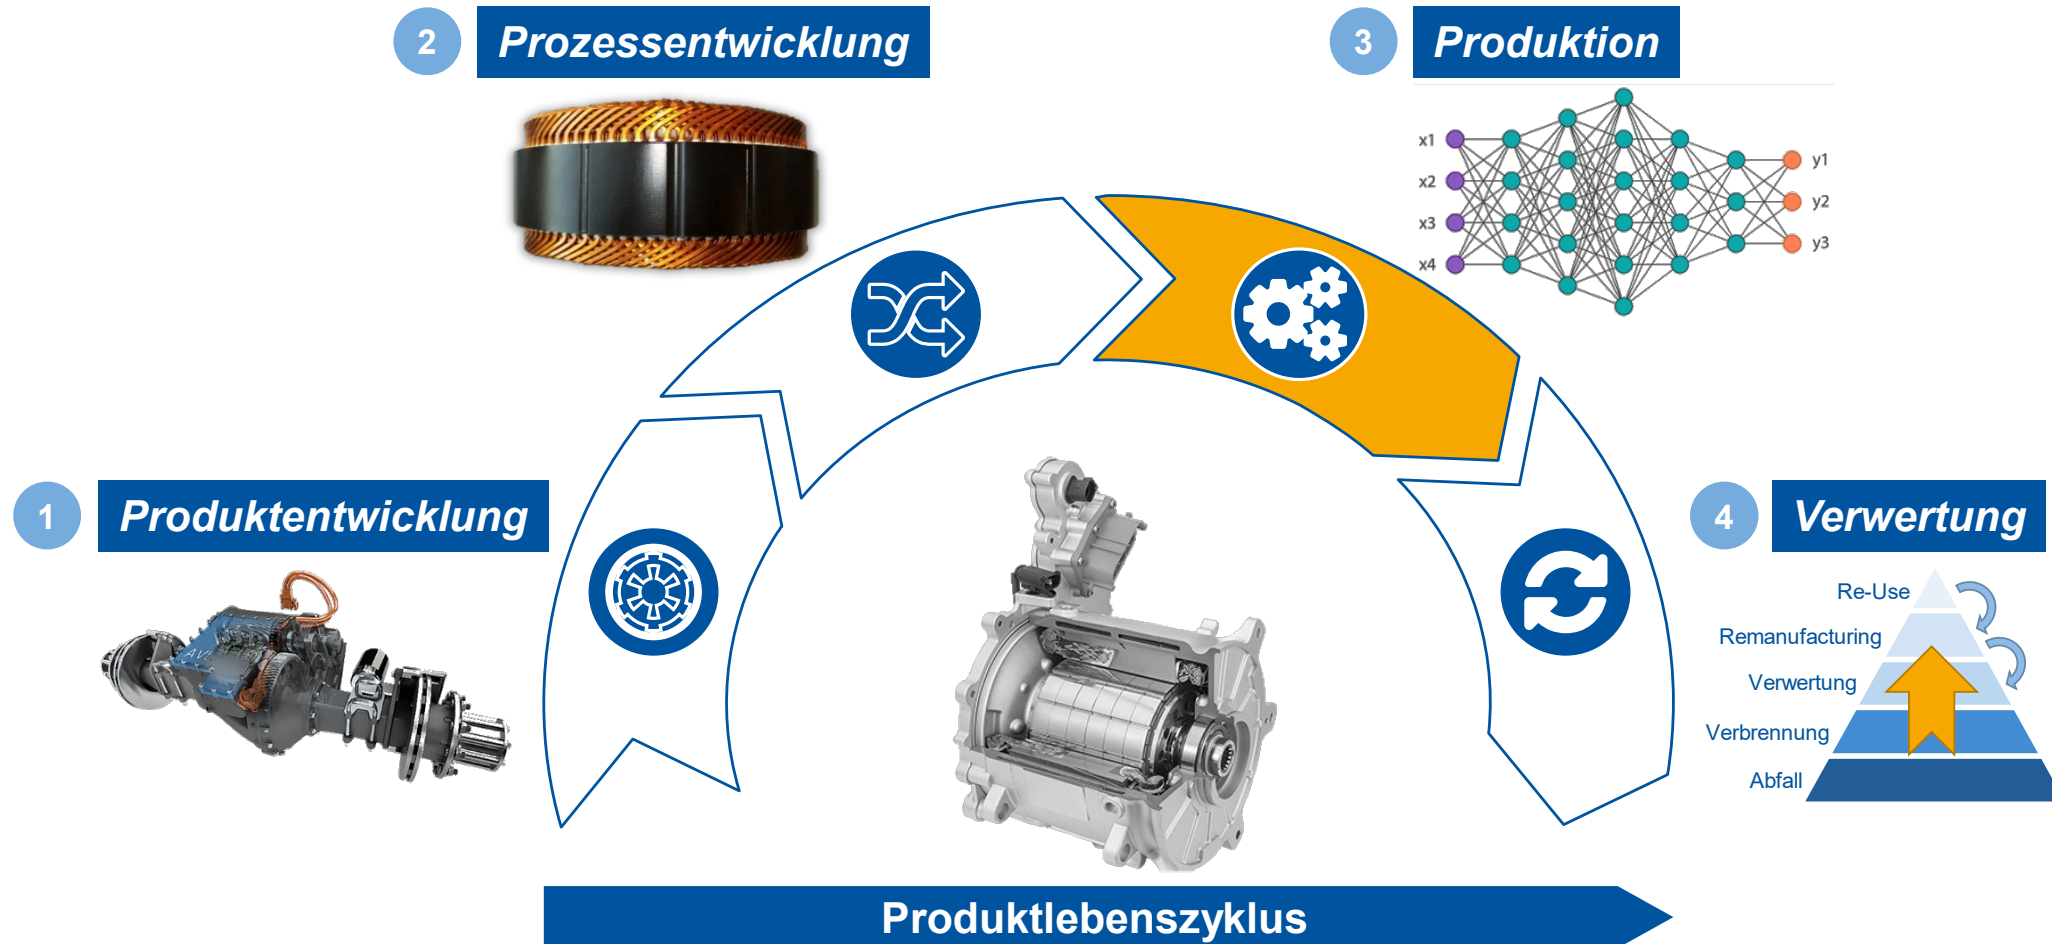 2 Prozessentwicklung
3 Produktion
x1
x2
x3
x4
y1
y2
y3
1 Produktentwicklung
AVL
4 Verwertung
Re-Use
Remanufacturing
Verwertung
Verbrennung
Abfall
Produktlebenszyklus